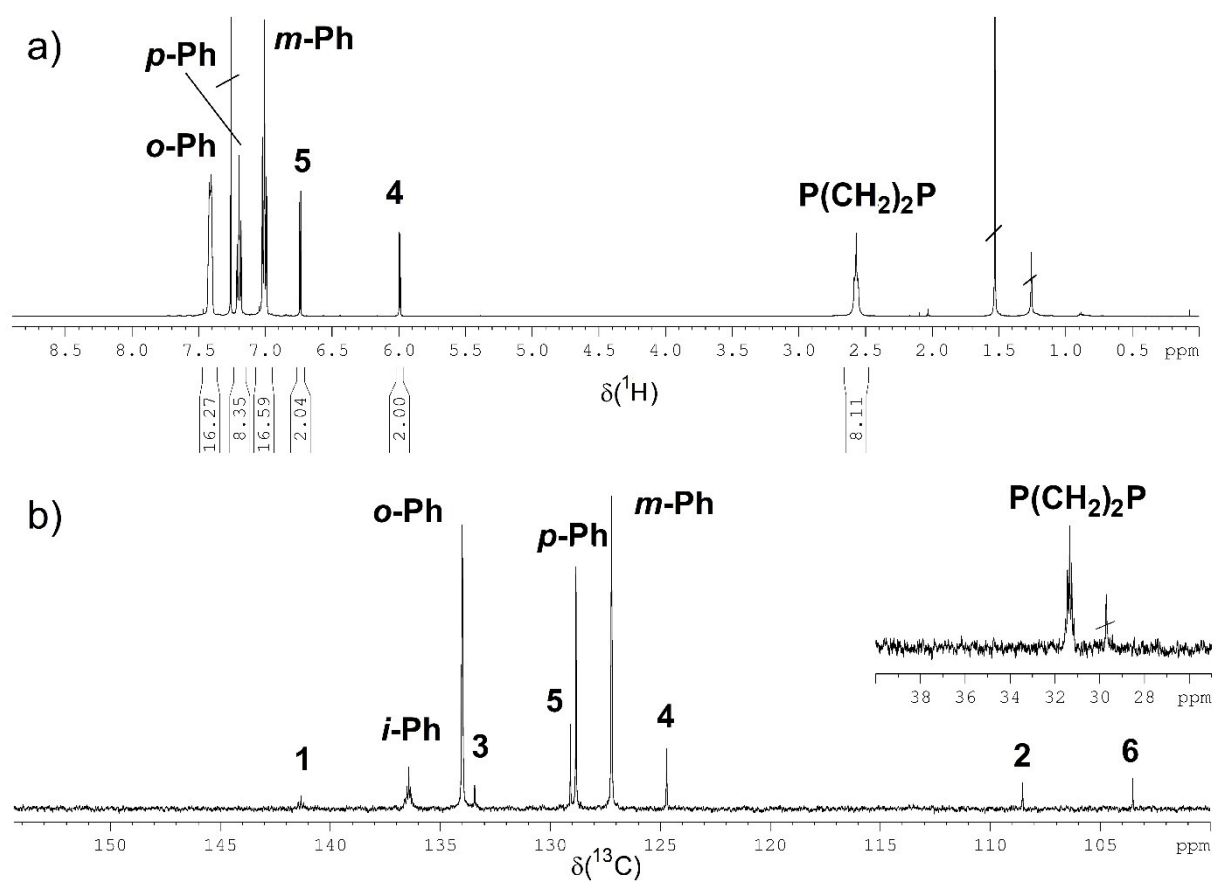 a)
p-Ph
m-Ph
o-Ph
5
4
P(CH₂)₂P
8.5 8.0 7.5 7.0 6.5 6.0 5.5 5.0 4.5 4.0 3.5 3.0 2.5 2.0 1.5 1.0 0.5 ppm
δ(¹H)
16.27 8.35 16.59 2.04 2.00 8.11
b)
o-Ph
m-Ph
P(CH₂)₂P
p-Ph
5
4
i-Ph
3
1
2
6
38 36 34 32 30 28 ppm
150 145 140 135 130 125 120 115 110 105 ppm
δ(¹³C)